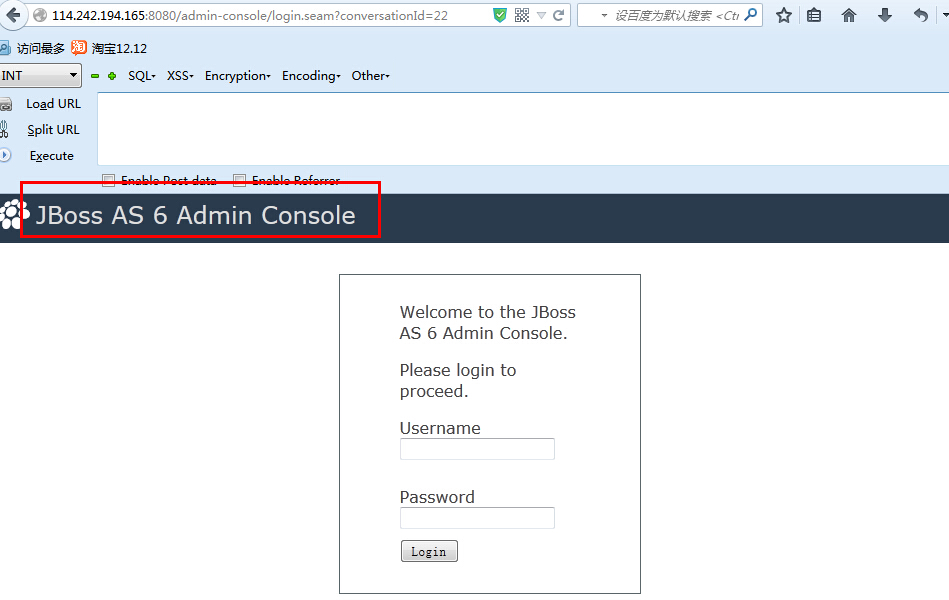 114.242.194.165:8080/admin-console/login.seam?conversationId=22
设百度为默认搜索 <Ctr
访问最多 淘 淘宝12.12
INT SQL XSS Encryption Encoding Other
Load URL
Split URL
Execute
Enable Post data Enable Referrer
JBoss AS 6 Admin Console
Welcome to the JBoss
AS 6 Admin Console.
Please login to
proceed.
Username
Password
Login